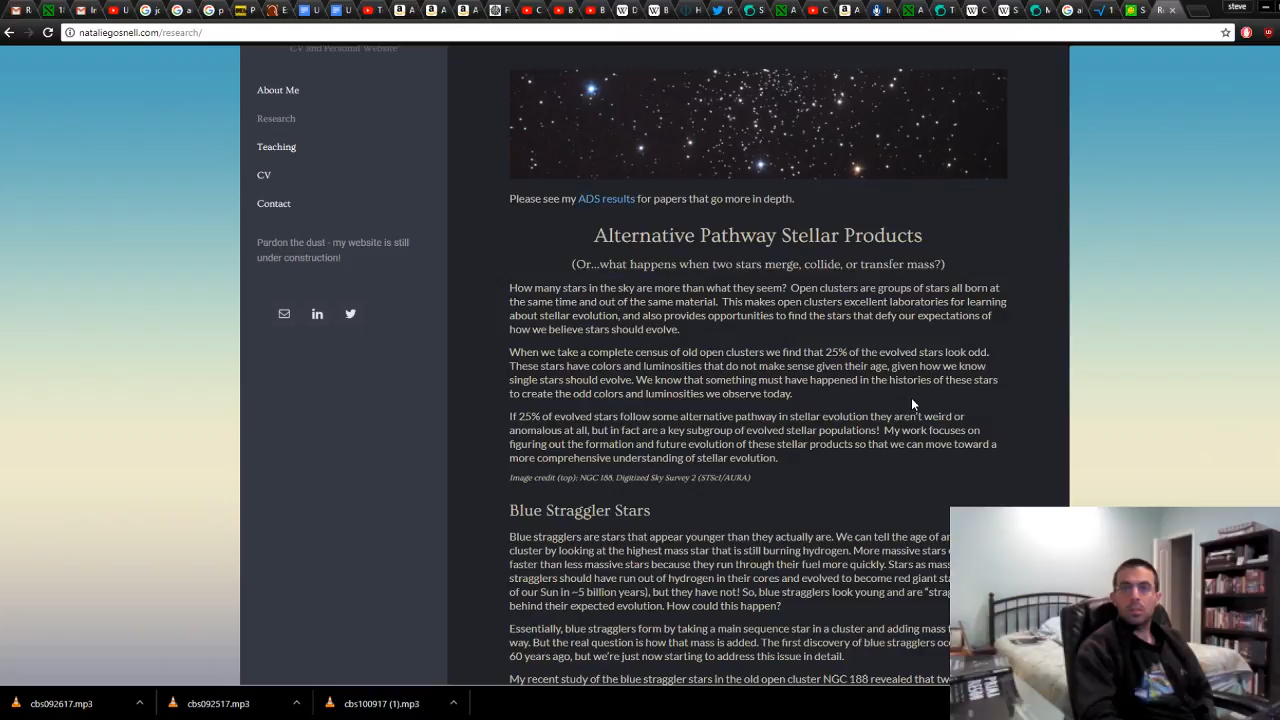 steve
nataliegosnell.com/research/
CV and Personal Website
About Me
Research
Teaching
CV
Contact
Pardon the dust - my website is still
under construction!
Please see my ADS results for papers that go more in depth.
Alternative Pathway Stellar Products
(Or...what happens when two stars merge, collide, or transfer mass?)
How many stars in the sky are more than what they seem? Open clusters are groups of stars all born at
the same time and out of the same material. This makes open clusters excellent laboratories for learning
about stellar evolution, and also provides opportunities to find the stars that defy our expectations of
how we believe stars should evolve.
When we take a complete census of old open clusters we find that 25% of the evolved stars look odd.
These stars have colors and luminosities that do not make sense given their age, given how we know
single stars should evolve. We know that something must have happened in the histories of these stars
to create the odd colors and luminosities we observe today.
If 25% of evolved stars follow some alternative pathway in stellar evolution they aren't weird or
anomalous at all, but in fact are a key subgroup of evolved stellar populations! My work focuses on
figuring out the formation and future evolution of these stellar products so that we can move toward a
more comprehensive understanding of stellar evolution.
Image credit (top): NGC 188, Digitized Sky Survey 2 (STScI/AURA)
Blue Straggler Stars
Blue stragglers are stars that appear younger than they actually are. We can tell the age of
cluster by looking at the highest mass star that is still burning hydrogen. More massive stars
faster than less massive stars because they run through their fuel more quickly. Stars as
stragglers should have run out of hydrogen in their cores and evolved to become red giant
of our Sun in ~5 billion years), but they have not! So, blue stragglers look young and are
behind their expected evolution. How could this happen?
Essentially, blue stragglers form by taking a main sequence star in a cluster and adding mass
way. But the real question is how that mass is added. The first discovery of blue stragglers
60 years ago, but we're just now starting to address this issue in detail.
My recent study of the blue straggler stars in the old open cluster NGC 188 revealed that
cbs092617.mp3
cbs092517.mp3
cbs100917 (1).mp3